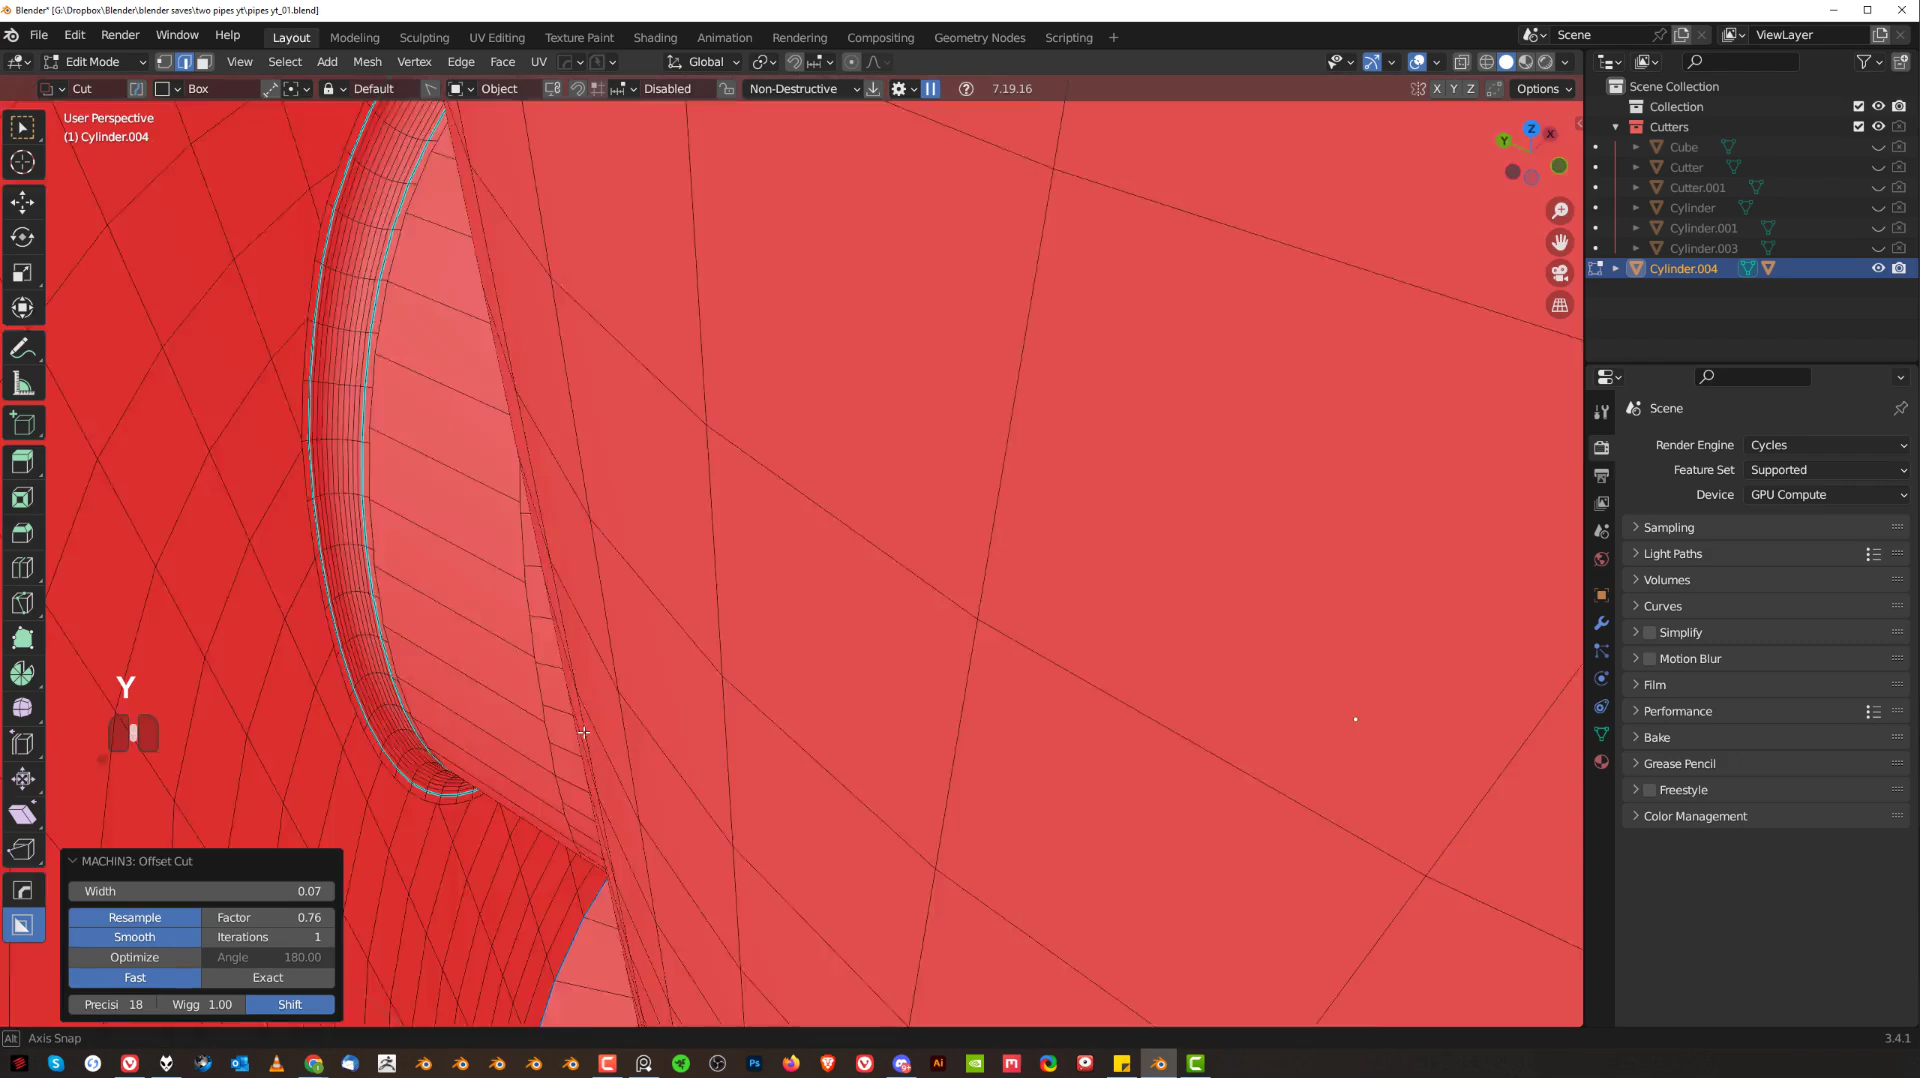 Blender* [G:\Dropbox\Blender\blender saves\two pipes yt\pipes yt_01.blend]
File Edit Render Window Help Layout Modeling Sculpting UV Editing Texture Paint Shading Animation Rendering Compositing Geometry Nodes Scripting + Scene ViewLayer
Edit Mode View Select Add Mesh Vertex Edge Face UV Global
Cut Box Default Object Disabled Non-Destructive 7.19.16 X Y Z Options
User Perspective
(1) Cylinder.004
Z
Y
X
Scene Collection
Collection
Cutters
Cube
Cutter
Cutter.001
Cylinder
Cylinder.001
Cylinder.003
Cylinder.004
Scene
Render Engine Cycles
Feature Set Supported
Device GPU Compute
Sampling
Light Paths
Volumes
Curves
Simplify
Motion Blur
Film
Performance
Bake
Grease Pencil
Freestyle
Color Management
Y
MACHIN3: Offset Cut
Width 0.07
Resample Factor 0.76
Smooth Iterations 1
Optimize Angle 180.00
Fast Exact
Precisi 18 Wigg 1.00 Shift
Alt Axis Snap 3.4.1
Ps
Ai